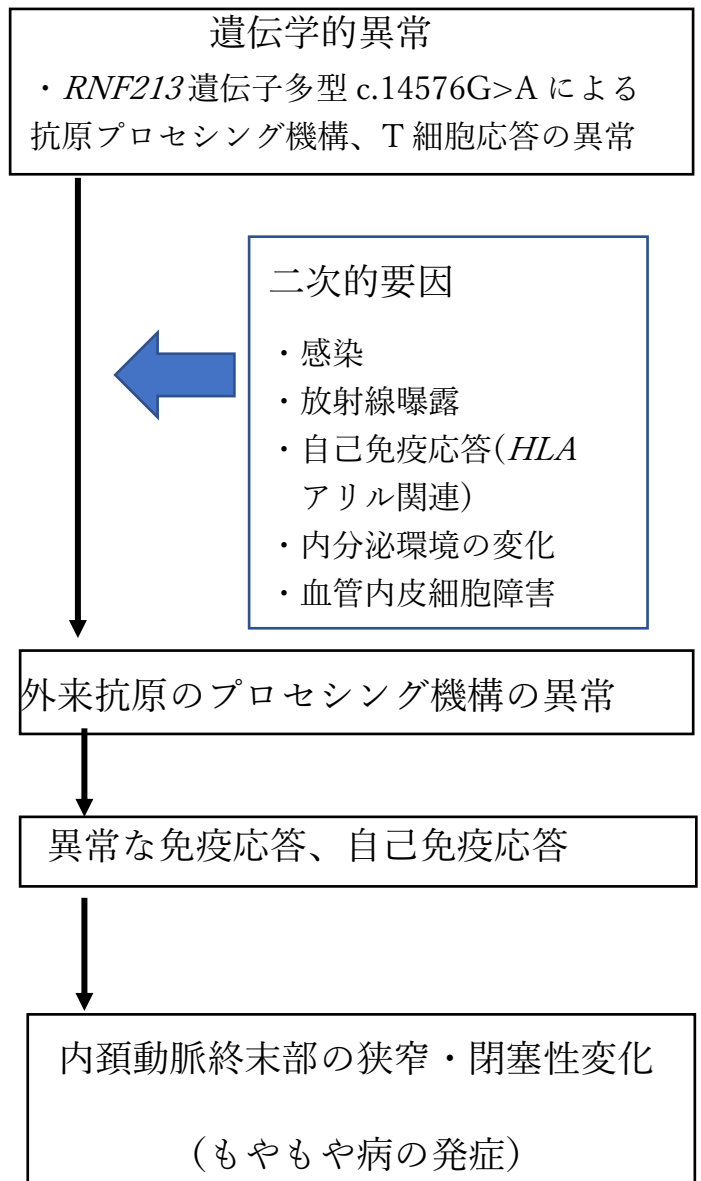 遺伝学的異常
・RNF213遺伝子多型 c.14576G>A による
抗原プロセシング機構、T 細胞応答の異常
二次的要因
・感染
・放射線曝露
・自己免疫応答(HLA
アリル関連)
・内分泌環境の変化
・血管内皮細胞障害
外来抗原のプロセシング機構の異常
異常な免疫応答、自己免疫応答
内頚動脈終末部の狭窄・閉塞性変化
（もやもや病の発症）